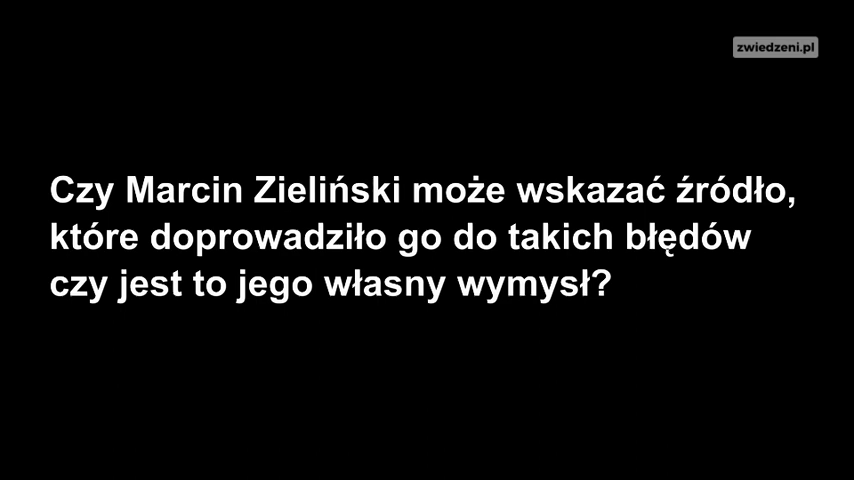 zwiedzeni.pl
Czy Marcin Zieliński może wskazać źródło,
które doprowadziło go do takich błędów
czy jest to jego własny wymysł?